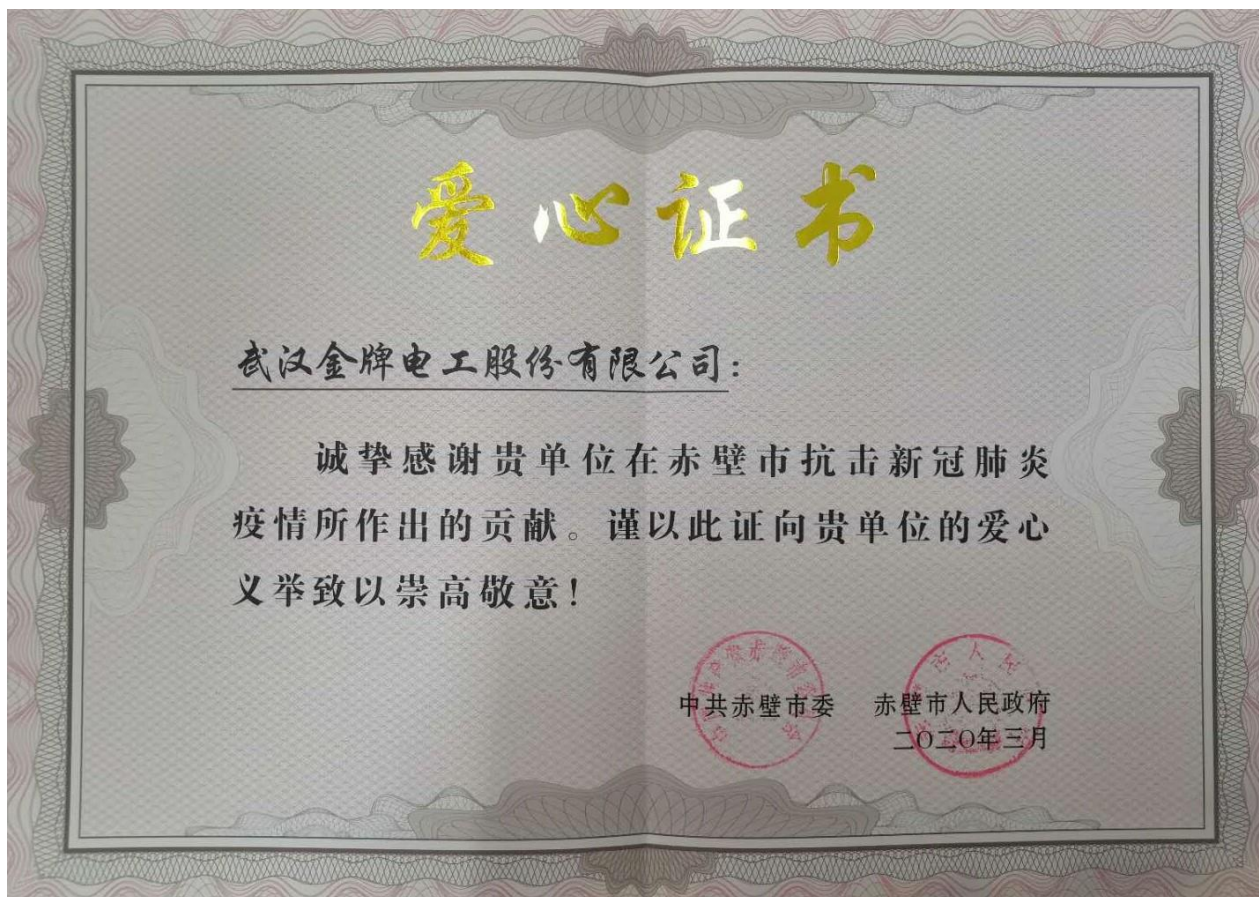 爱心证书
武汉金牌电工股份有限公司：
诚挚感谢贵单位在赤壁市抗击新冠肺炎
疫情所作出的贡献。谨以此证向贵单位的爱心
义举致以崇高敬意！
中共赤壁市委 赤壁市人民政府
二〇二〇年三月